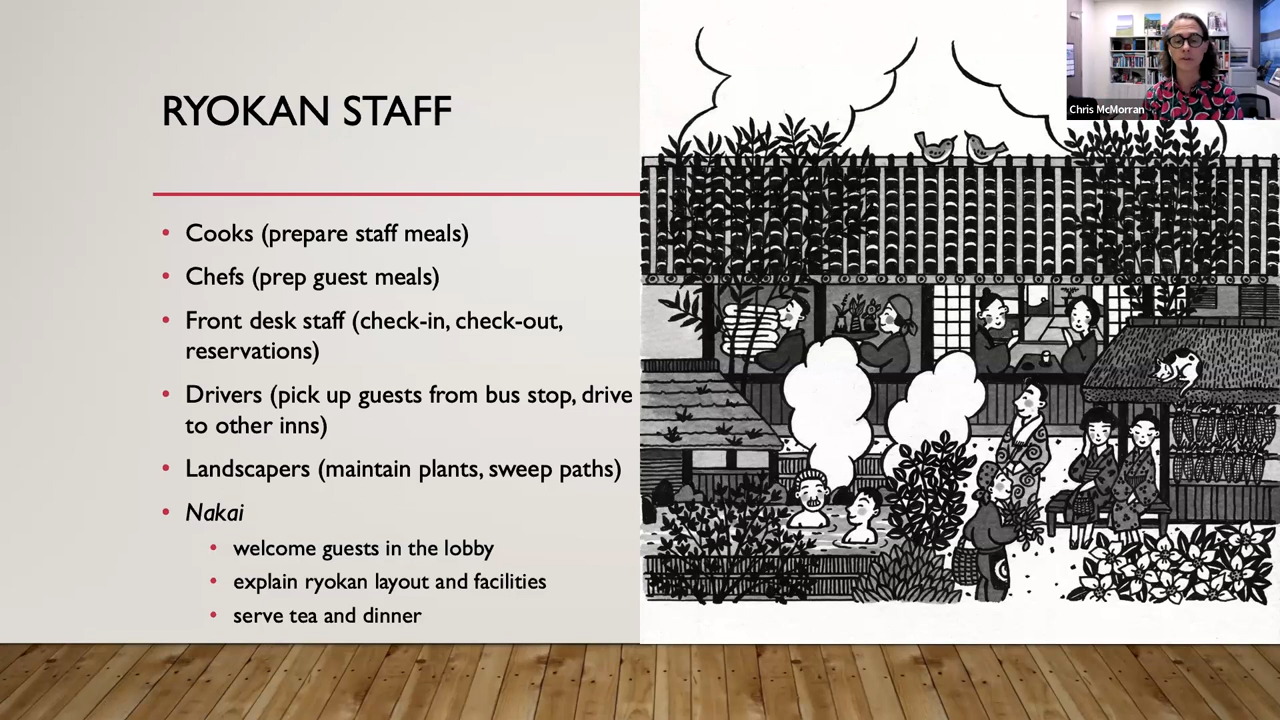 RYOKAN STAFF
• Cooks (prepare staff meals)
• Chefs (prep guest meals)
• Front desk staff (check-in, check-out,
reservations)
• Drivers (pick up guests from bus stop, drive
to other inns)
• Landscapers (maintain plants, sweep paths)
• Nakai
• welcome guests in the lobby
• explain ryokan layout and facilities
• serve tea and dinner
Chris McMorran